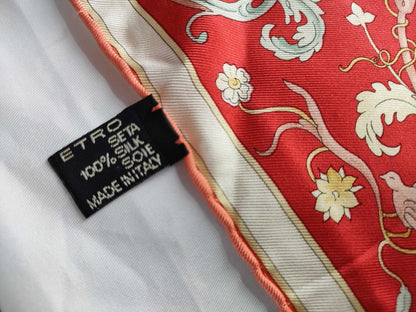 ETRO
SETA
100% SILK
SOIE
MADE IN ITALY